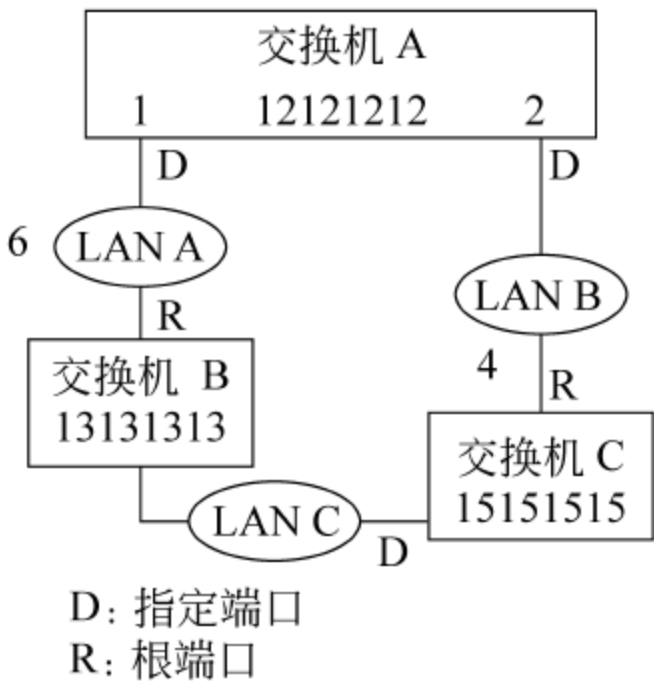 交换机 A
1 12121212 2
D
D
6
LAN A
LAN B
R
4
R
交换机 B
13131313
交换机 C
15151515
LAN C
D
D: 指定端口
R: 根端口